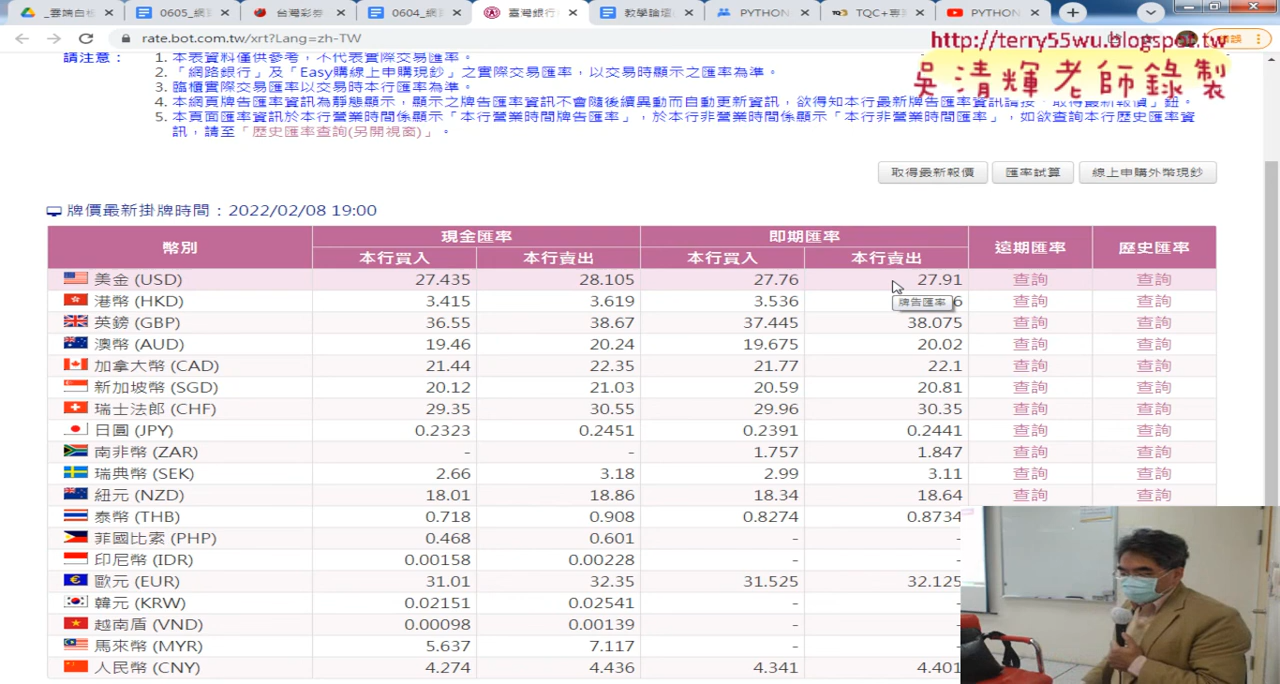 _雲端白板
0605_網
台灣彩券
0604_網
臺灣銀行
教學論壇
PYTHON
TQC+專
PYTHON
rate.bot.com.tw/xrt?Lang=zh-TW
http://terry55wu.blogspot.tw
吳清輝老師錄製
請注意：
1. 本表資料僅供參考，不代表實際交易匯率。
2. 「網路銀行」及「Easy購線上申購現鈔」之實際交易匯率，以交易時顯示之匯率為準。
3. 臨櫃實際交易匯率以交易時本行匯率為準。
4. 本網頁牌告匯率資訊為靜態顯示，顯示之牌告匯率資訊不會隨後續異動而自動更新資訊，欲得知本行最新牌告匯率資訊請按「取得最新報價」鈕。
5. 本頁面匯率資訊於本行營業時間係顯示「本行營業時間牌告匯率」，於本行非營業時間係顯示「本行非營業時間匯率」，如欲查詢本行歷史匯率資
訊，請至「歷史匯率查詢(另開視窗)」。
取得最新報價 匯率試算 線上申購外幣現鈔
牌價最新掛牌時間：2022/02/08 19:00
幣別 現金匯率 即期匯率 遠期匯率 歷史匯率
本行買入 本行賣出 本行買入 本行賣出
美金 (USD) 27.435 28.105 27.76 27.91 查詢 查詢
港幣 (HKD) 3.415 3.619 3.536 6 查詢 查詢
牌告匯率
英鎊 (GBP) 36.55 38.67 37.445 38.075 查詢 查詢
澳幣 (AUD) 19.46 20.24 19.675 20.02 查詢 查詢
加拿大幣 (CAD) 21.44 22.35 21.77 22.1 查詢 查詢
新加坡幣 (SGD) 20.12 21.03 20.59 20.81 查詢 查詢
瑞士法郎 (CHF) 29.35 30.55 29.96 30.35 查詢 查詢
日圓 (JPY) 0.2323 0.2451 0.2391 0.2441 查詢 查詢
南非幣 (ZAR) - - 1.757 1.847 查詢 查詢
瑞典幣 (SEK) 2.66 3.18 2.99 3.11 查詢 查詢
紐元 (NZD) 18.01 18.86 18.34 18.64 查詢 查詢
泰幣 (THB) 0.718 0.908 0.8274 0.8734
菲國比索 (PHP) 0.468 0.601 - -
印尼幣 (IDR) 0.00158 0.00228 - -
歐元 (EUR) 31.01 32.35 31.525 32.125
韓元 (KRW) 0.02151 0.02541 - -
越南盾 (VND) 0.00098 0.00139 - -
馬來幣 (MYR) 5.637 7.117 - -
人民幣 (CNY) 4.274 4.436 4.341 4.401